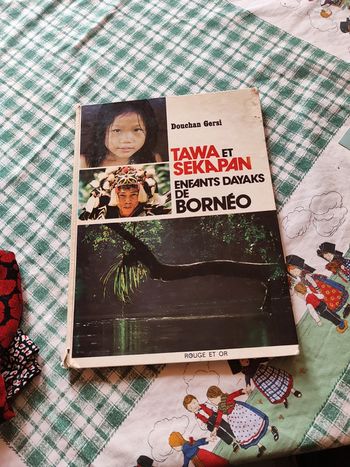 Douchan Gersi
TAWA ET
SEKAPAN
ENFANTS DAYAKS
DE
BORNÉO
ROUGE ET OR